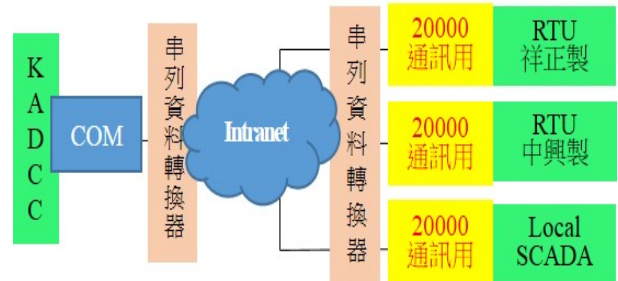 KADCC
COM
串列資料轉換器
Intranet
串列資料轉換器
20000
通訊用
RTU
祥正製
20000
通訊用
RTU
中興製
20000
通訊用
Local
SCADA